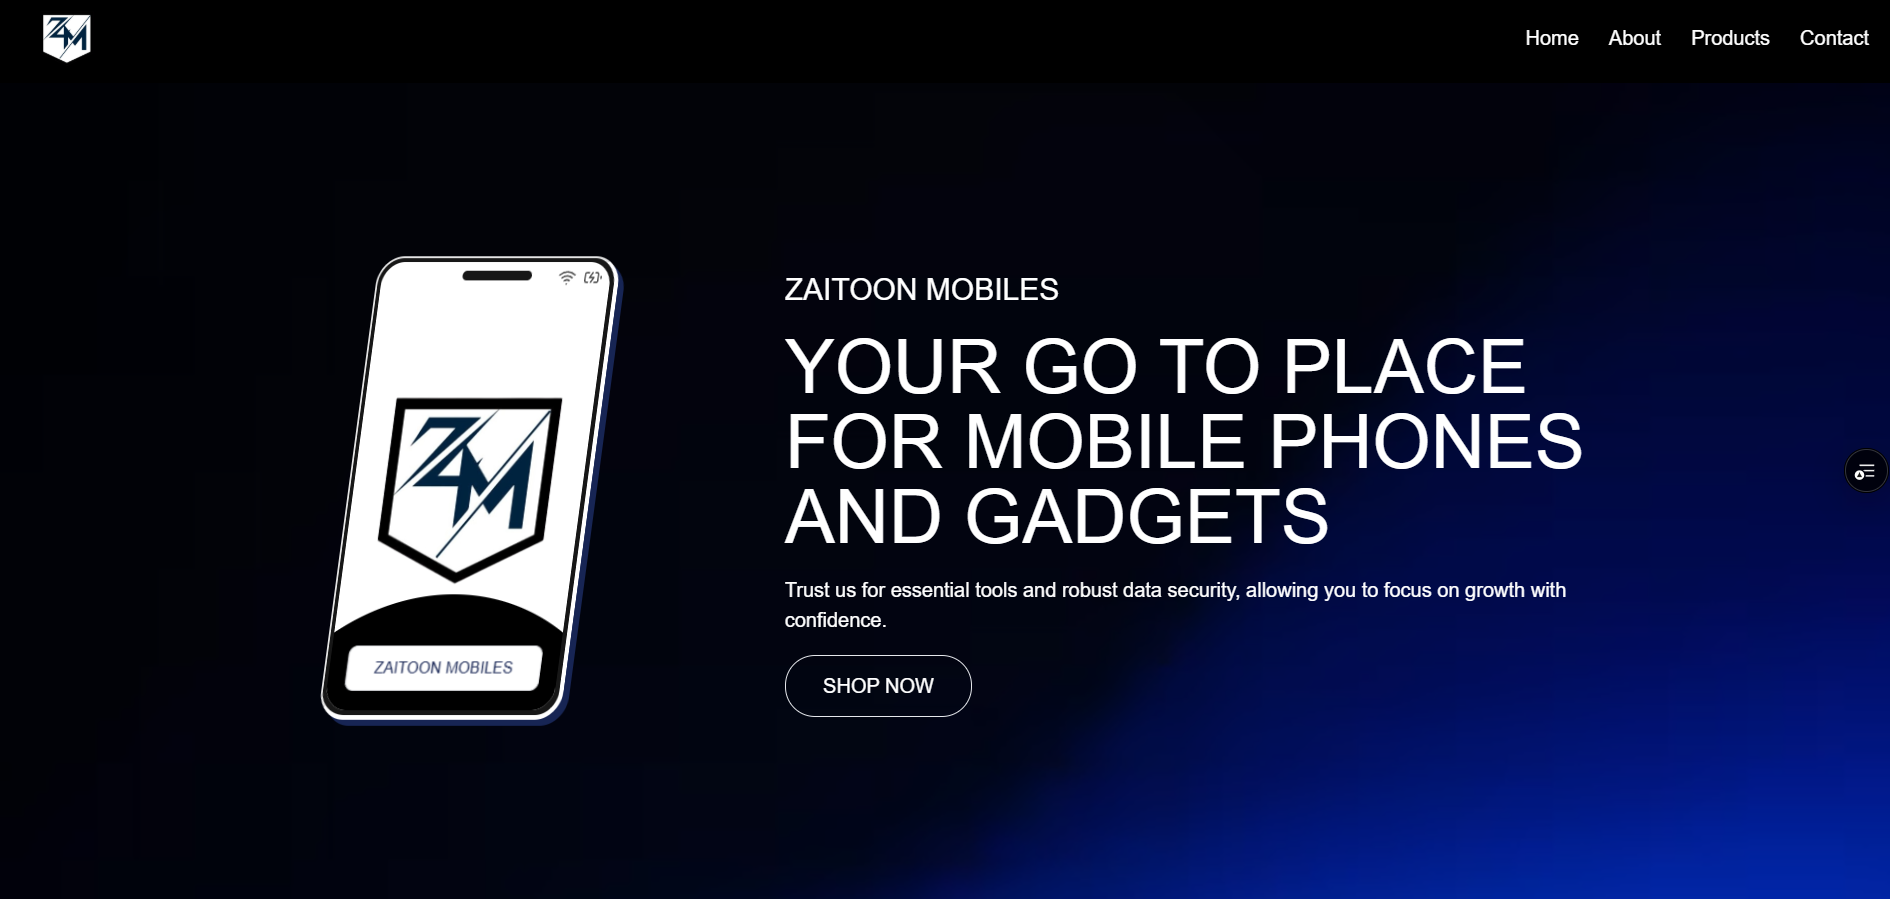 ZM
Home About Products Contact
ZM
ZAITOON MOBILES
ZAITOON MOBILES
YOUR GO TO PLACE
FOR MOBILE PHONES
AND GADGETS
Trust us for essential tools and robust data security, allowing you to focus on growth with
confidence.
SHOP NOW